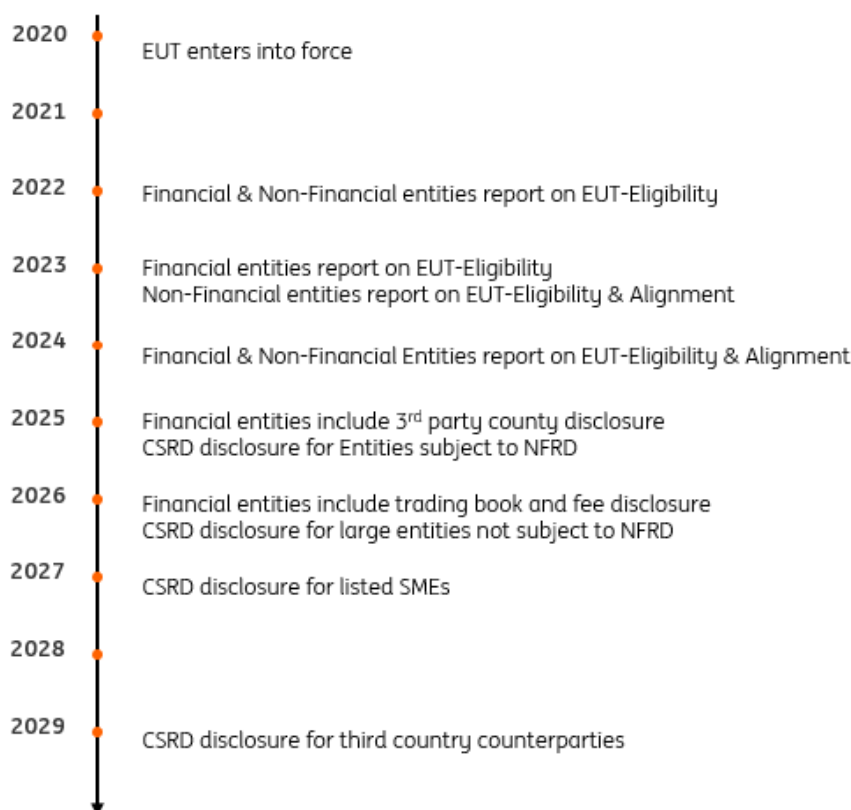 2020
EUT enters into force
2021
2022
Financial & Non-Financial entities report on EUT-Eligibility
2023
Financial entities report on EUT-Eligibility
Non-Financial entities report on EUT-Eligibility & Alignment
2024
Financial & Non-Financial Entities report on EUT-Eligibility & Alignment
2025
Financial entities include 3rd party county disclosure
CSRD disclosure for Entities subject to NFRD
2026
Financial entities include trading book and fee disclosure
CSRD disclosure for large entities not subject to NFRD
2027
CSRD disclosure for listed SMEs
2028
2029
CSRD disclosure for third country counterparties